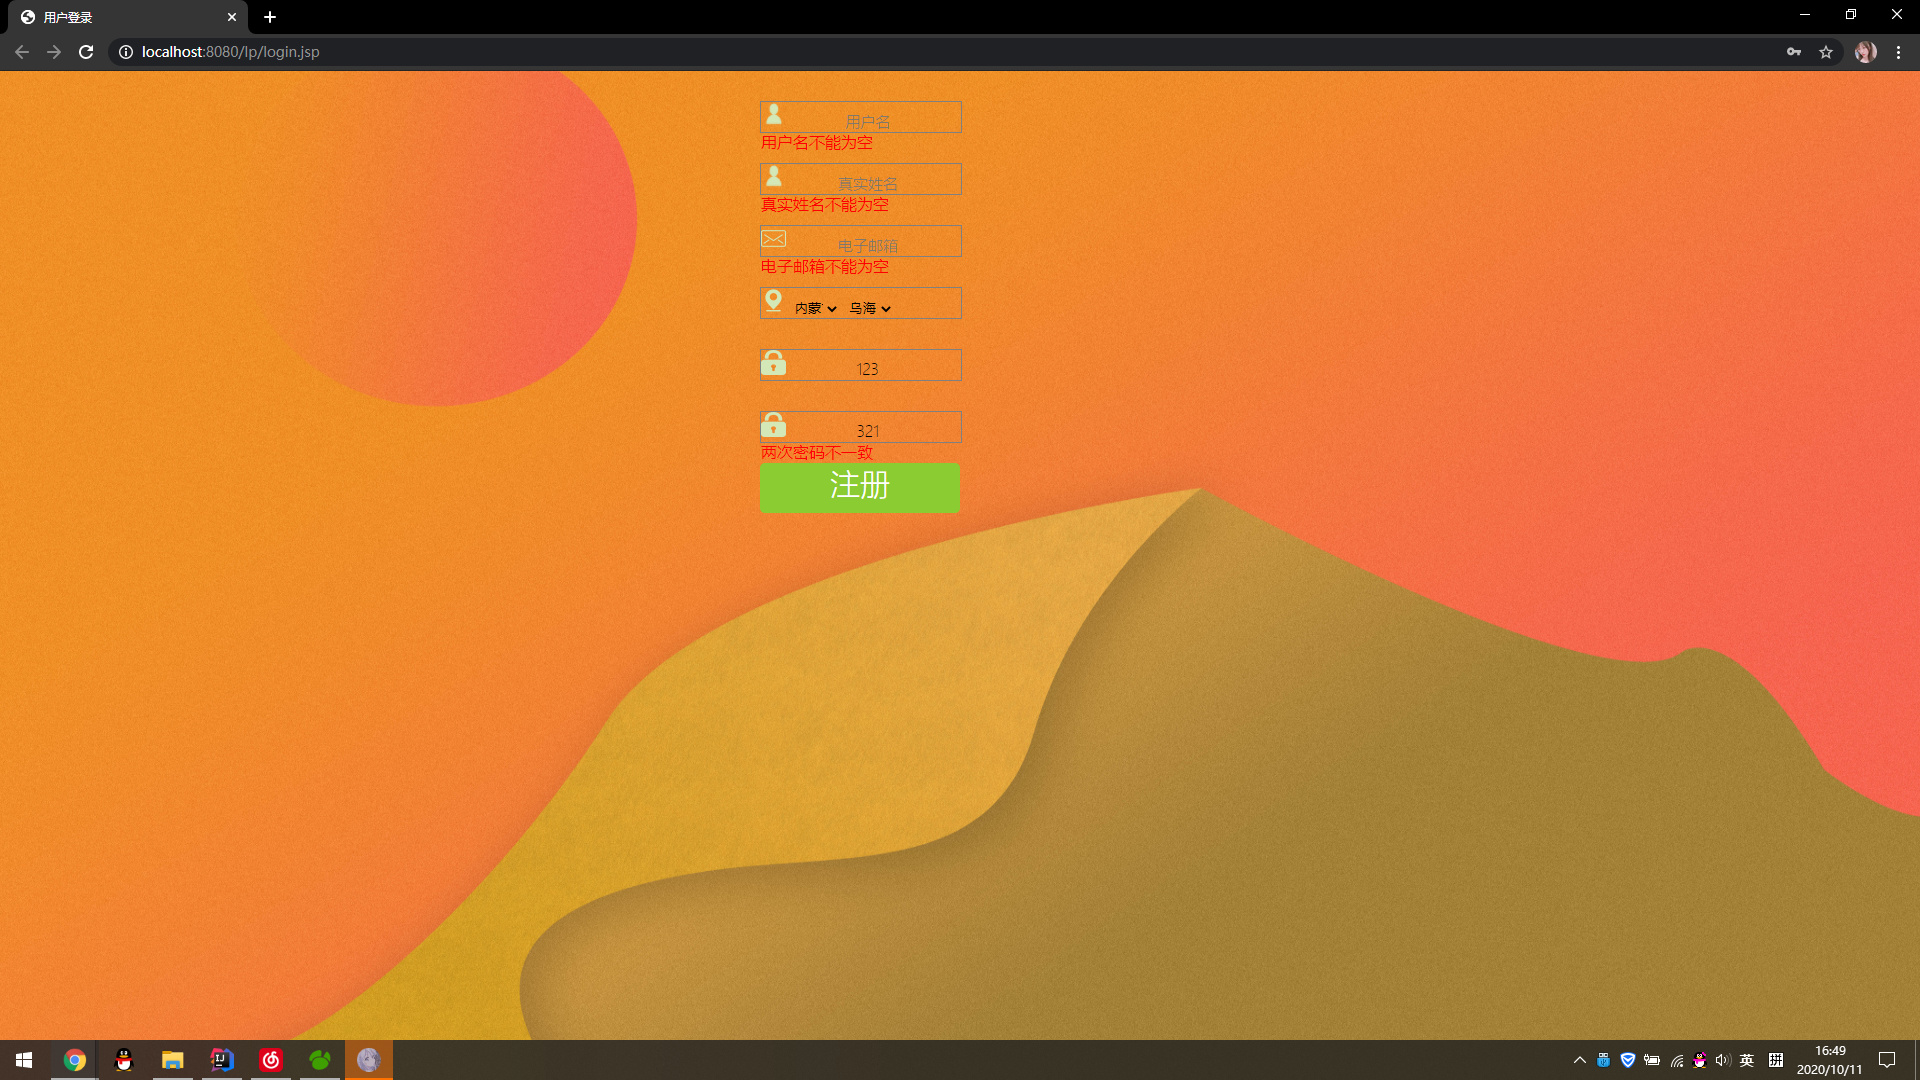 用户登录
localhost:8080/lp/login.jsp
用户名
用户名不能为空
真实姓名
真实姓名不能为空
电子邮箱
电子邮箱不能为空
内蒙 乌海
123
321
两次密码不一致
注册
英 拼 16:49
2020/10/11